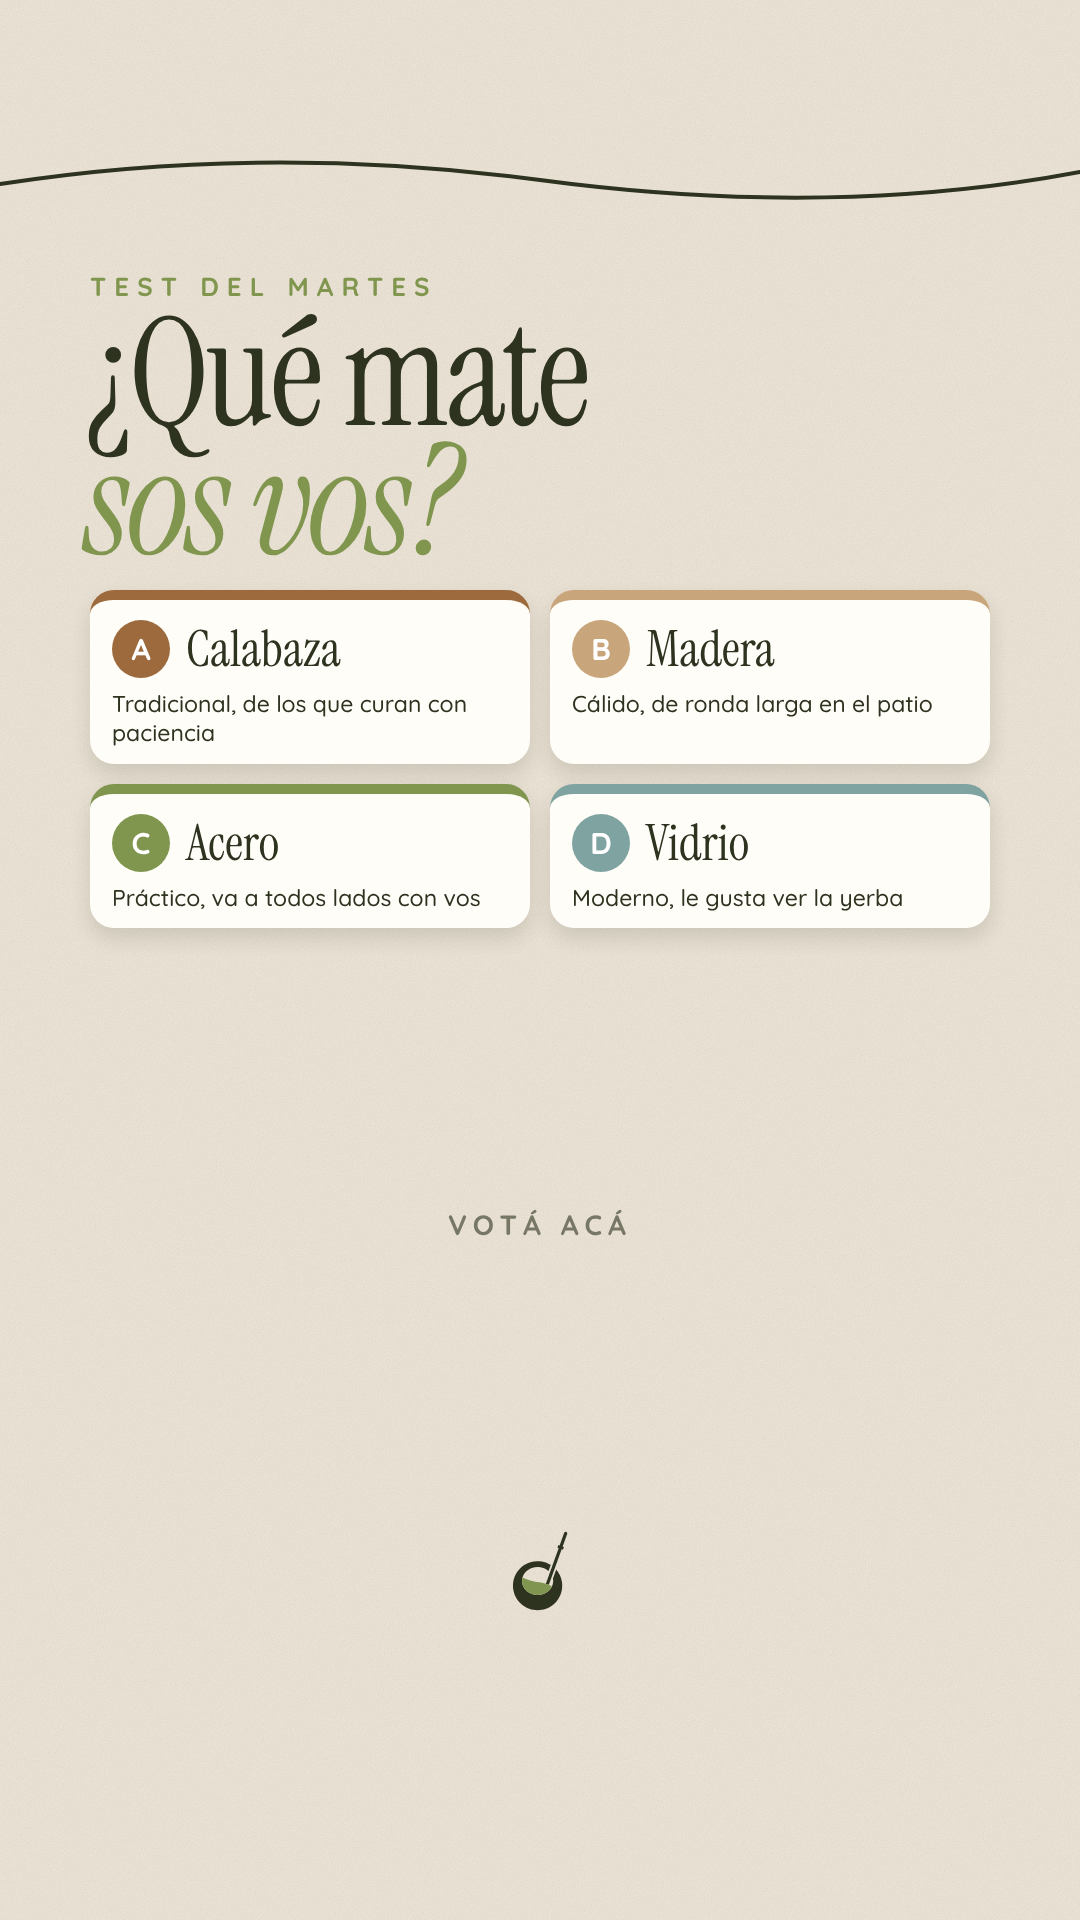 TEST DEL MARTES
¿Qué mate
sos vos?
A Calabaza
Tradicional, de los que curan con
paciencia
B Madera
Cálido, de ronda larga en el patio
C Acero
Práctico, va a todos lados con vos
D Vidrio
Moderno, le gusta ver la yerba
VOTÁ ACÁ